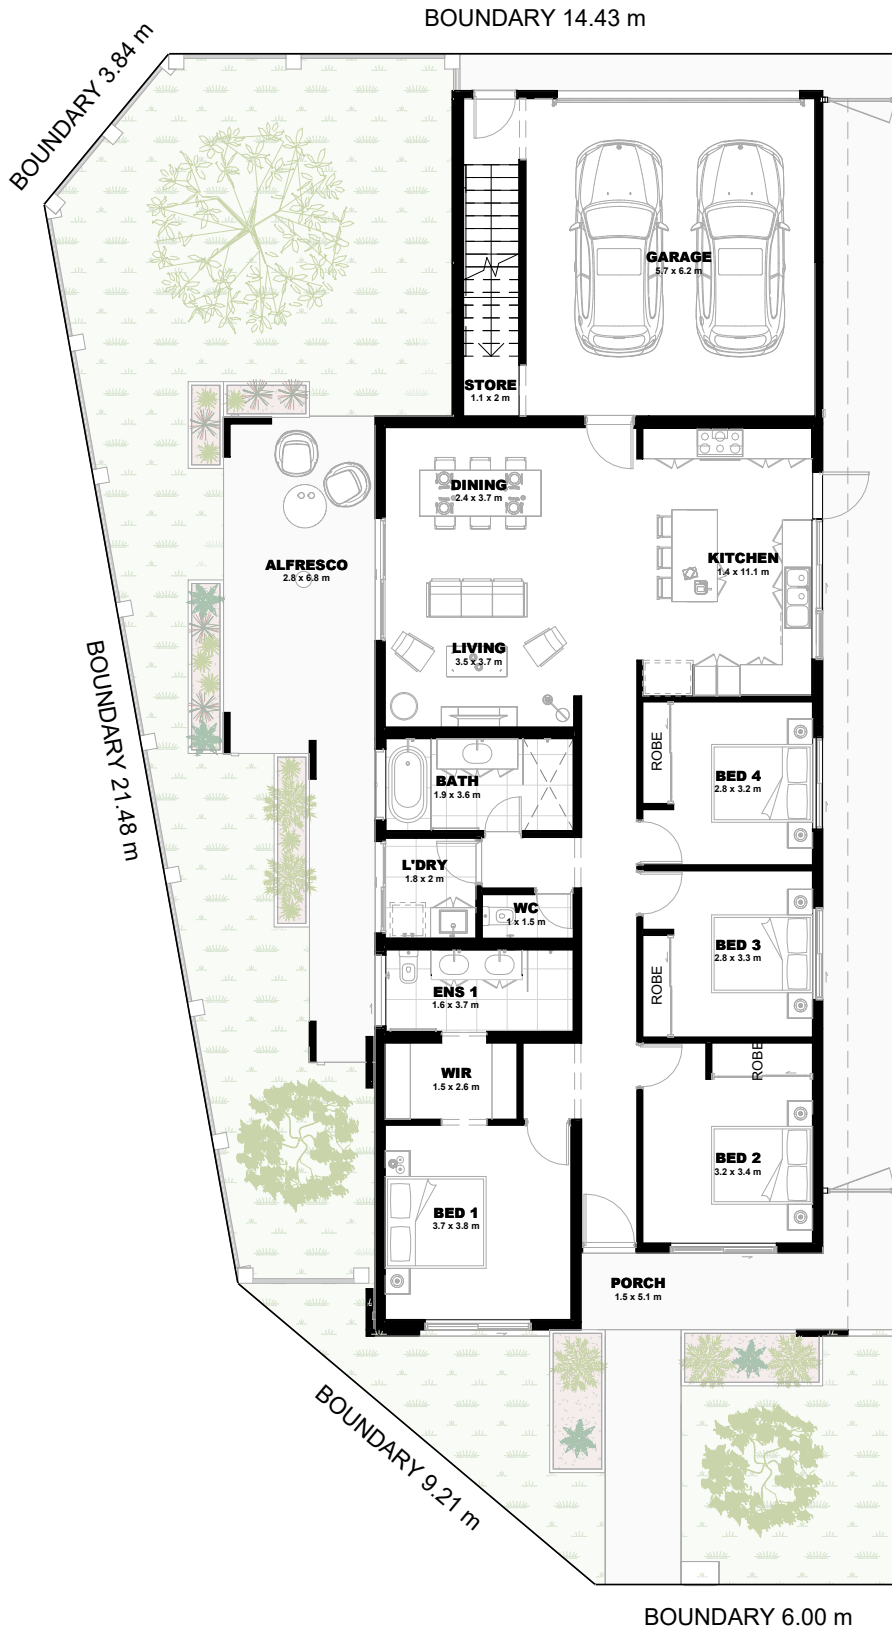 BOUNDARY 14.43 m
BOUNDARY 3.84 m
GARAGE
5.7 x 6.2 m
STORE
1.1 x 2 m
DINING
2.4 x 3.7 m
ALFRESCO
2.8 x 6.8 m
KITCHEN
1.4 x 11.1 m
LIVING
3.5 x 3.7 m
BOUNDARY 21.48 m
ROBE
BED 4
2.8 x 3.2 m
BATH
1.9 x 3.6 m
L'DRY
1.8 x 2 m
WC
1 x 1.5 m
BED 3
2.8 x 3.3 m
ROBE
ENS 1
1.6 x 3.7 m
WIR
1.5 x 2.6 m
ROBE
BED 2
3.2 x 3.4 m
BED 1
3.7 x 3.8 m
PORCH
1.5 x 5.1 m
BOUNDARY 9.21 m
BOUNDARY 6.00 m